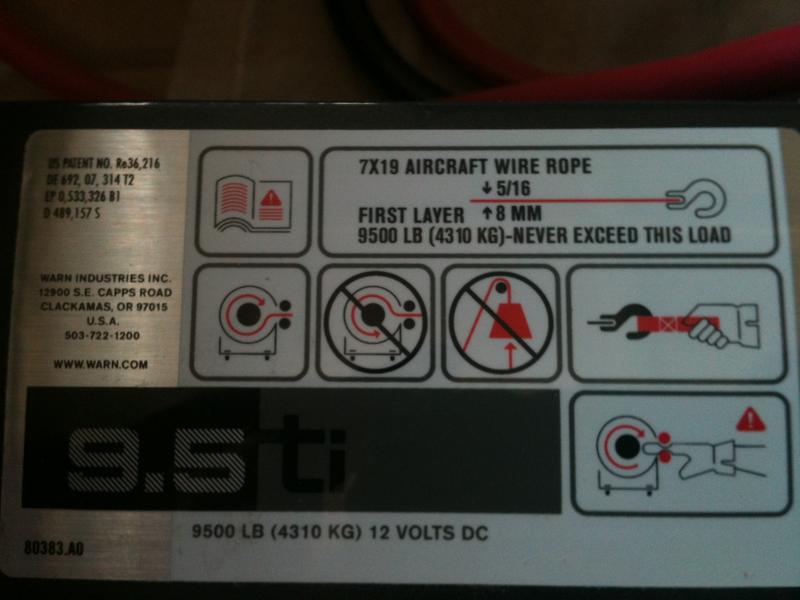 US PATENT NO. Re36,216
DE 692, 07, 314 T2
EP 0,533,326 B1
D 489,157 S
7X19 AIRCRAFT WIRE ROPE
↓ 5/16
FIRST LAYER ↑ 8 MM
9500 LB (4310 KG)-NEVER EXCEED THIS LOAD
WARN INDUSTRIES INC.
12900 S.E. CAPPS ROAD
CLACKAMAS, OR 97015
U.S.A.
503-722-1200
WWW.WARN.COM
9.5ti
9500 LB (4310 KG) 12 VOLTS DC
80383.A0